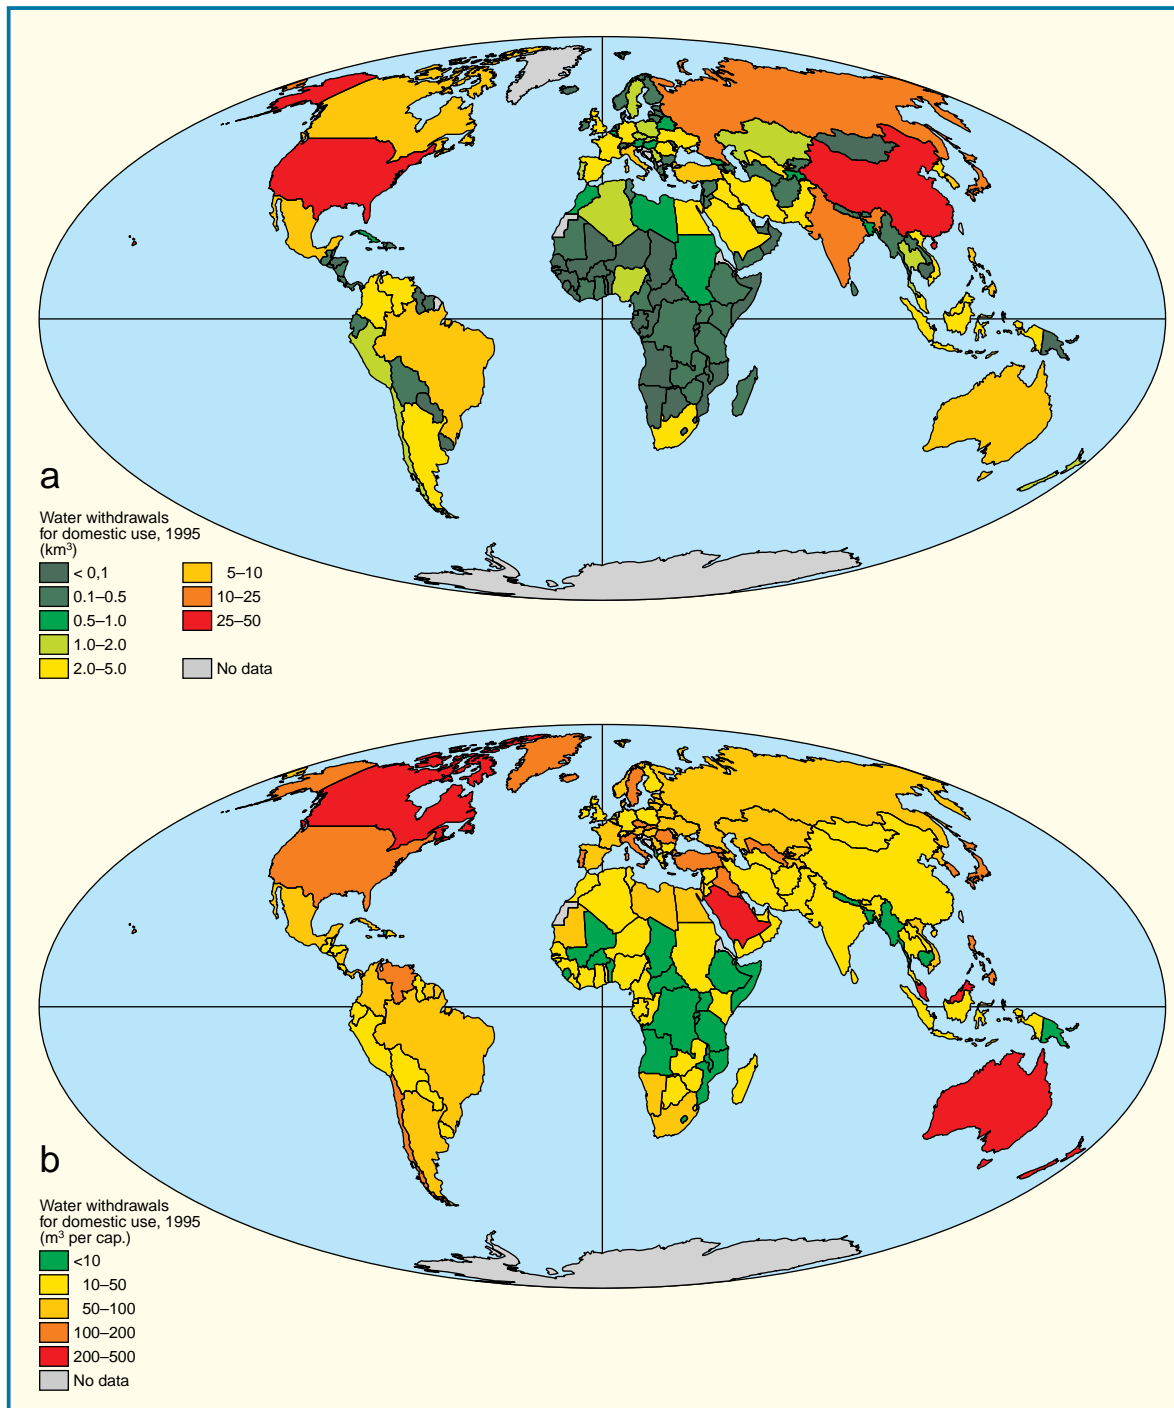 a
Water withdrawals
for domestic use, 1995
(km³)
< 0,1
0.1–0.5
0.5–1.0
1.0–2.0
2.0–5.0
5–10
10–25
25–50
No data
b
Water withdrawals
for domestic use, 1995
(m³ per cap.)
<10
10–50
50–100
100–200
200–500
No data